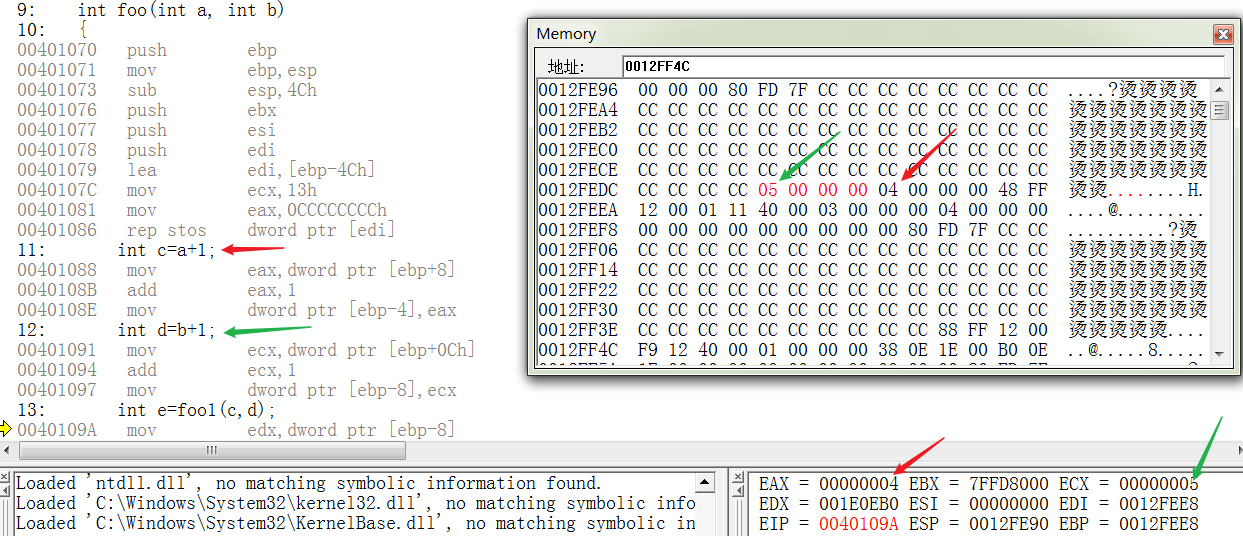 9:    int foo(int a, int b)
10:   {
00401070   push        ebp
00401071   mov         ebp,esp
00401073   sub         esp,4Ch
00401076   push        ebx
00401077   push        esi
00401078   push        edi
00401079   lea         edi,[ebp-4Ch]
0040107C   mov         ecx,13h
00401081   mov         eax,0CCCCCCCCh
00401086   rep stos    dword ptr [edi]
11:       int c=a+1;
00401088   mov         eax,dword ptr [ebp+8]
0040108B   add         eax,1
0040108E   mov         dword ptr [ebp-4],eax
12:       int d=b+1;
00401091   mov         ecx,dword ptr [ebp+0Ch]
00401094   add         ecx,1
00401097   mov         dword ptr [ebp-8],ecx
13:       int e=foo1(c,d);
0040109A   mov         edx,dword ptr [ebp-8]
Memory
地址: 0012FF4C
0012FE96 00 00 00 80 FD 7F CC CC CC CC CC CC CC CC ....?烫烫烫烫
0012FEA4 CC CC CC CC CC CC CC CC CC CC CC CC CC CC 烫烫烫烫烫烫烫
0012FEB2 CC CC CC CC CC CC CC CC CC CC CC CC CC CC 烫烫烫烫烫烫烫
0012FEC0 CC CC CC CC CC CC CC CC CC CC CC CC CC CC 烫烫烫烫烫烫烫
0012FECE CC CC CC CC CC CC CC CC CC CC CC CC CC CC 烫烫烫烫烫烫烫
0012FEDC CC CC CC CC 05 00 00 00 04 00 00 00 48 FF 烫烫........H.
0012FEEA 12 00 01 11 40 00 03 00 00 00 04 00 00 00 ....@.........
0012FEF8 00 00 00 00 00 00 00 00 00 80 FD 7F CC CC ..........?烫
0012FF06 CC CC CC CC CC CC CC CC CC CC CC CC CC CC 烫烫烫烫烫烫烫
0012FF14 CC CC CC CC CC CC CC CC CC CC CC CC CC CC 烫烫烫烫烫烫烫
0012FF22 CC CC CC CC CC CC CC CC CC CC CC CC CC CC 烫烫烫烫烫烫烫
0012FF30 CC CC CC CC CC CC CC CC CC CC CC CC CC CC 烫烫烫烫烫烫烫
0012FF3E CC CC CC CC CC CC CC CC CC CC 88 FF 12 00 烫烫烫烫烫....
0012FF4C F9 12 40 00 01 00 00 00 38 0E 1E 00 B0 0E ..@.....8.....
Loaded 'ntdll.dll', no matching symbolic information found.
Loaded 'C:\Windows\System32\kernel32.dll', no matching symbolic info
Loaded 'C:\Windows\System32\KernelBase.dll', no matching symbolic in
EAX = 00000004 EBX = 7FFD8000 ECX = 00000005
EDX = 001E0EB0 ESI = 00000000 EDI = 0012FEE8
EIP = 0040109A ESP = 0012FE90 EBP = 0012FEE8